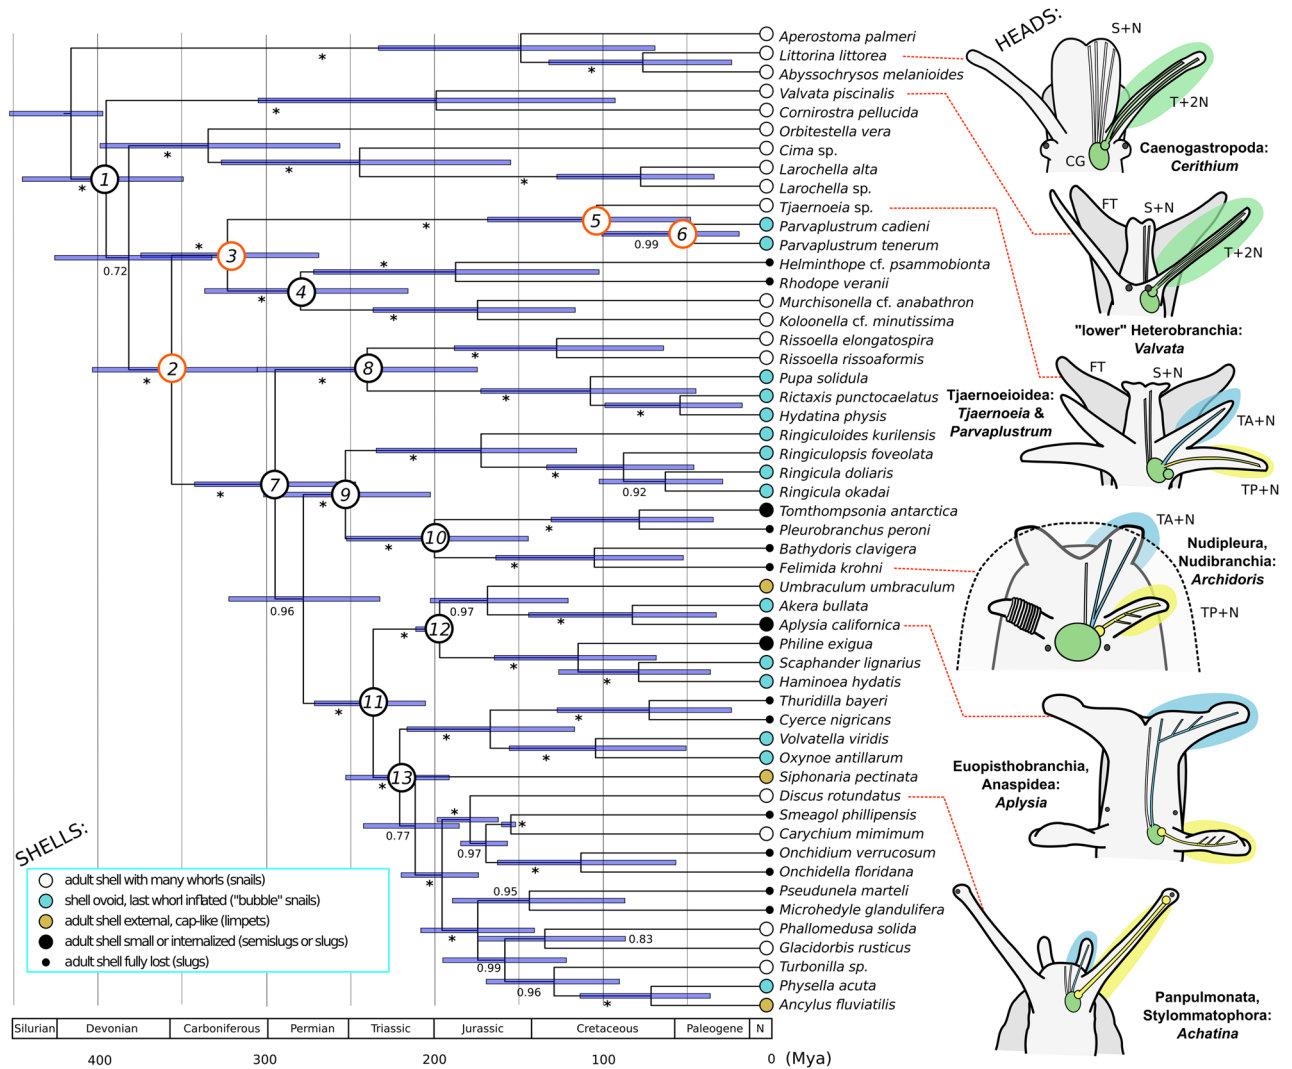 Aperostoma palmeri
Littorina littorea
Abyssochrysos melanioides
Valvata piscinalis
Cornirostra pellucida
Orbitestella vera
Cima sp.
Larochella alta
Larochella sp.
Tjaernoeia sp.
Parvaplustrum cadieni
Parvaplustrum tenerum
Helminthope cf. psammobionta
Rhodope veranii
Murchisonella cf. anabathron
Koloonella cf. minutissima
Rissoella elongatospira
Rissoella rissoaformis
Pupa solidula
Rictaxis punctocaelatus
Hydatina physis
Ringiculoides kurilensis
Ringiculopsis foveolata
Ringicula doliaris
Ringicula okadai
Tomthompsonia antarctica
Pleurobranchus peroni
Bathydoris clavigera
Felimida krohni
Umbraculum umbraculum
Akera bullata
Aplysia californica
Philine exigua
Scaphander lignarius
Haminoea hydatis
Thuridilla bayeri
Cyerce nigricans
Volvatella viridis
Oxynoe antillarum
Siphonaria pectinata
Discus rotundatus
Smeagol phillipensis
Carychium mimimum
Onchidium verrucosum
Onchidella floridana
Pseudunela marteli
Microhedyle glandulifera
Phallomedusa solida
Glacidorbis rusticus
Turbonilla sp.
Physella acuta
Ancylus fluviatilis
*
*
*
*
*
*
1
*
5
6
0.99
*
*
3
0.72
*
4
*
*
2
*
8
*
*
*
*
*
7
*
9
*
0.92
10
*
*
*
0.96
0.97
12
*
*
*
*
11
*
*
*
*
13
*
0.77
*
*
0.97
*
*
0.95
*
0.83
0.99
0.96
*
SHELLS:
adult shell with many whorls (snails)
shell ovoid, last whorl inflated ("bubble" snails)
adult shell external, cap-like (limpets)
adult shell small or internalized (semislugs or slugs)
adult shell fully lost (slugs)
Silurian Devonian Carboniferous Permian Triassic Jurassic Cretaceous Paleogene N
400 300 200 100 0 (Mya)
HEADS:
S+N
T+2N
CG
Caenogastropoda:
Cerithium
FT
S+N
T+2N
"lower" Heterobranchia:
Valvata
FT
S+N
Tjaernoeioidea:
Tjaernoeia &
Parvaplustrum
TA+N
TP+N
TA+N
Nudipleura,
Nudibranchia:
Archidoris
TP+N
Euopisthobranchia,
Anaspidea:
Aplysia
Panpulmonata,
Stylommatophora:
Achatina